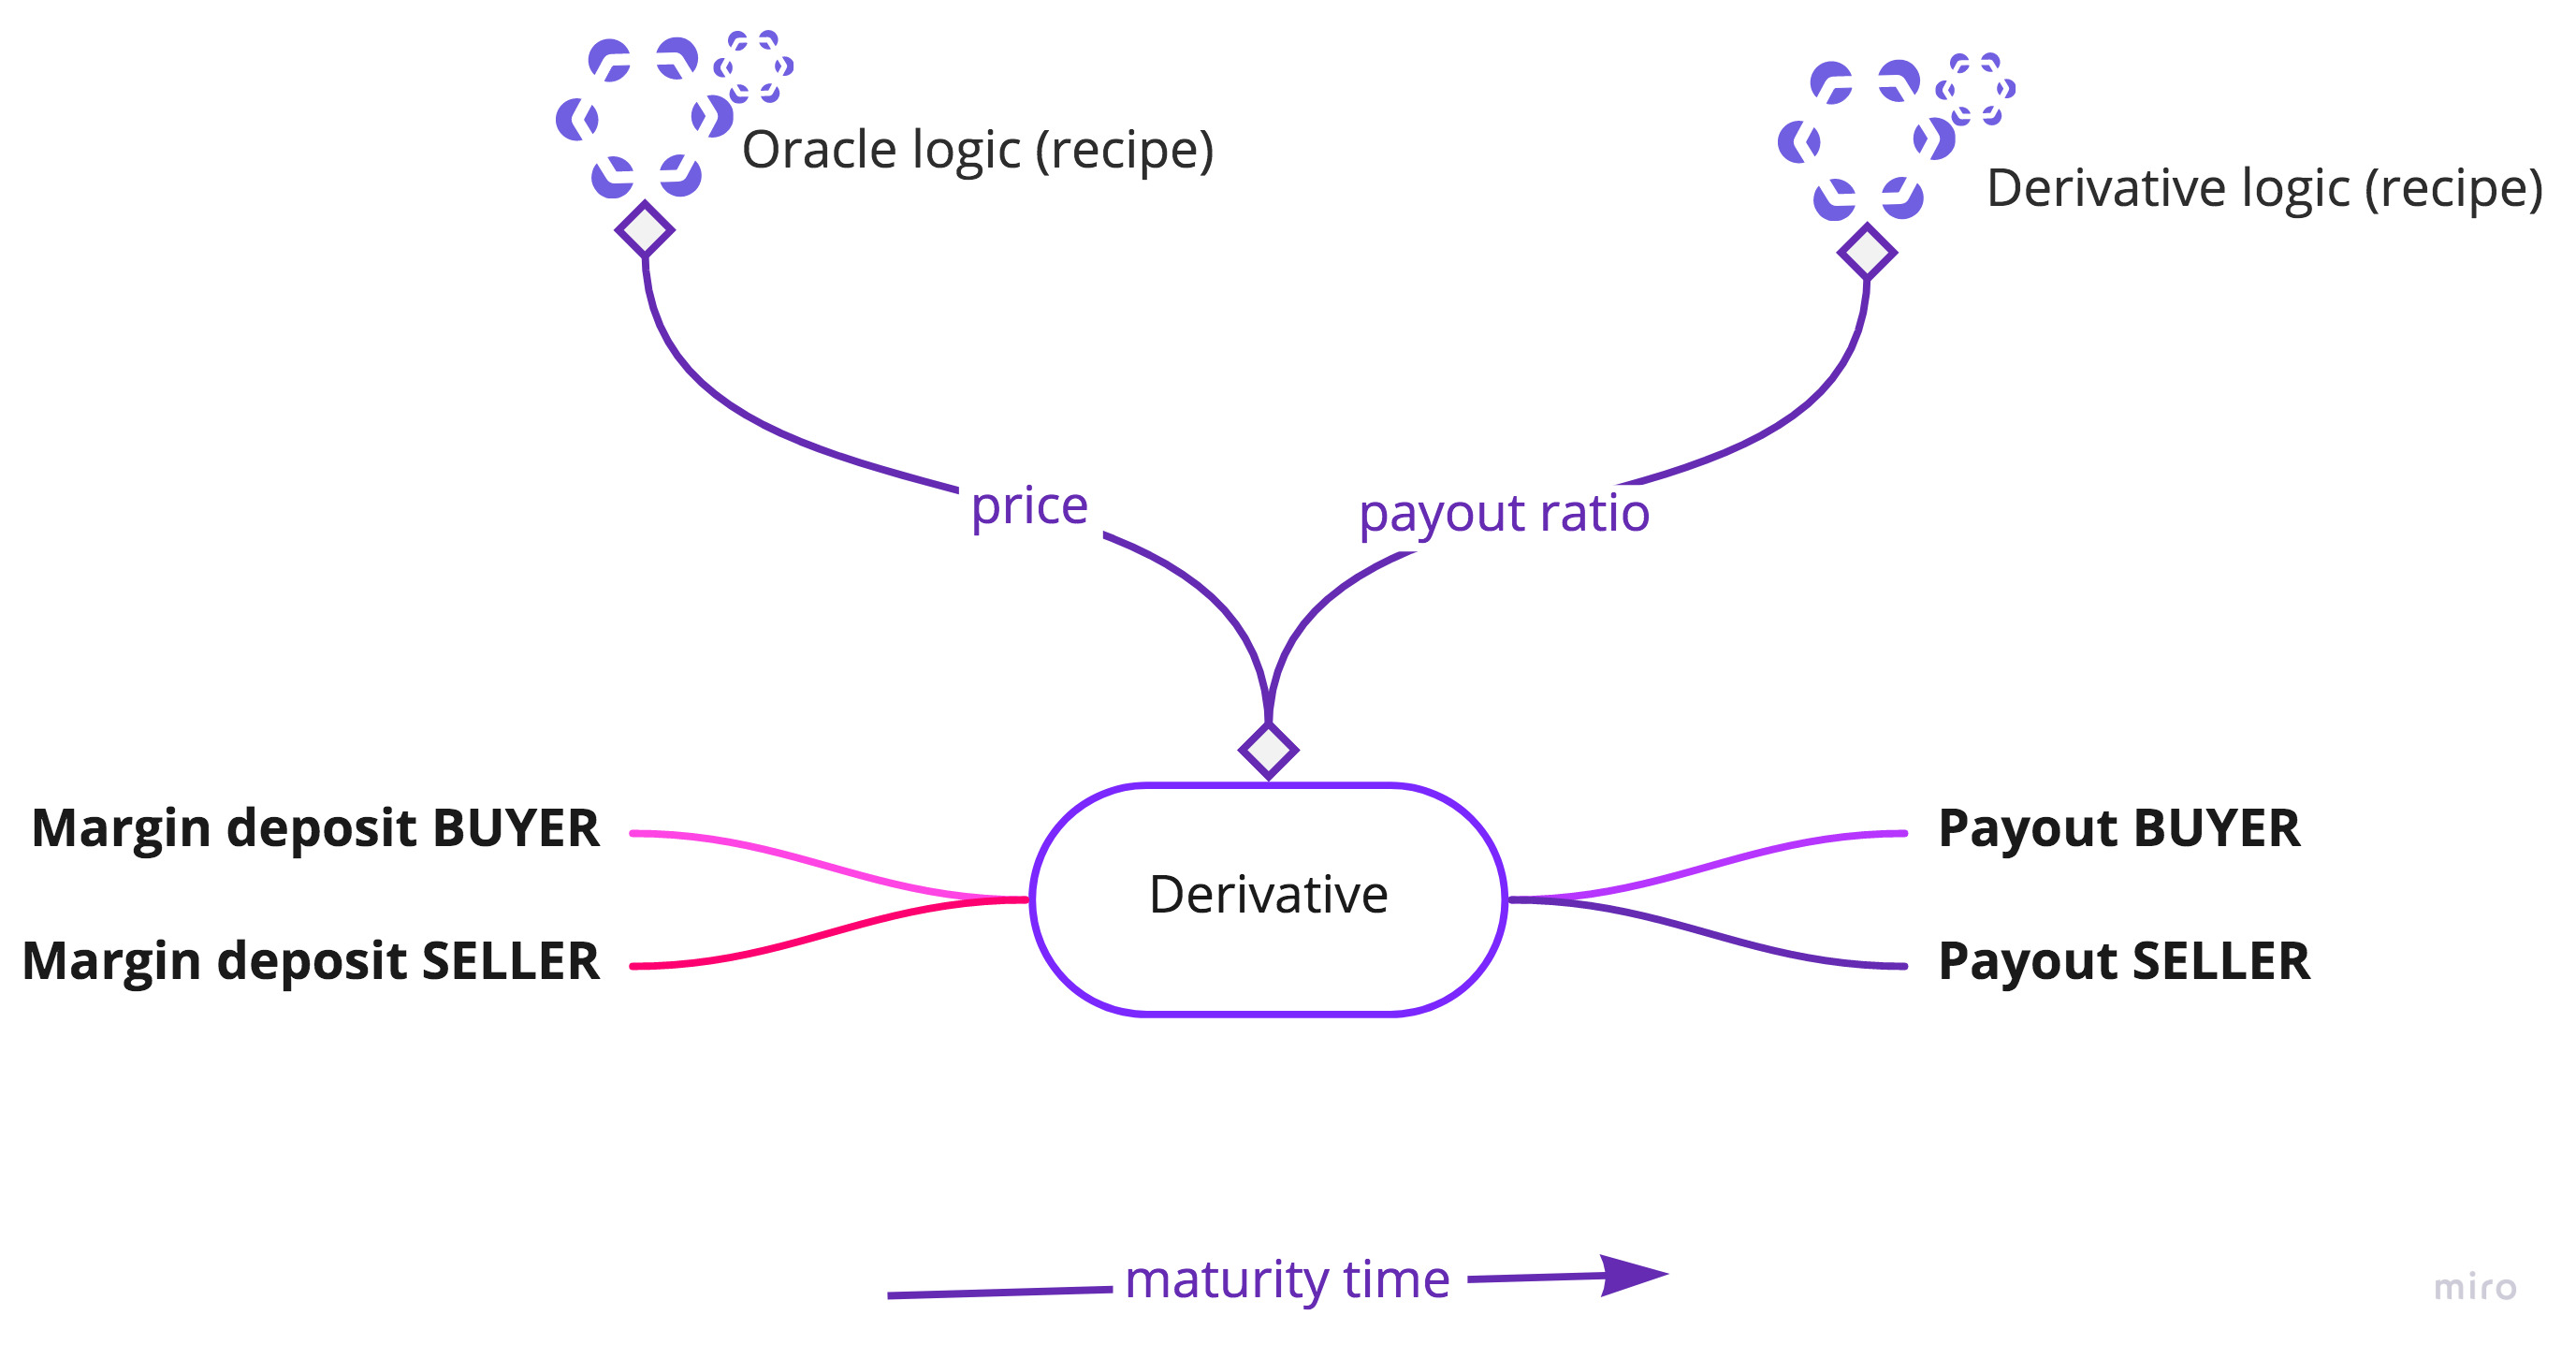 Oracle logic (recipe)
Derivative logic (recipe)
price
payout ratio
Margin deposit BUYER
Payout BUYER
Derivative
Margin deposit SELLER
Payout SELLER
maturity time
miro